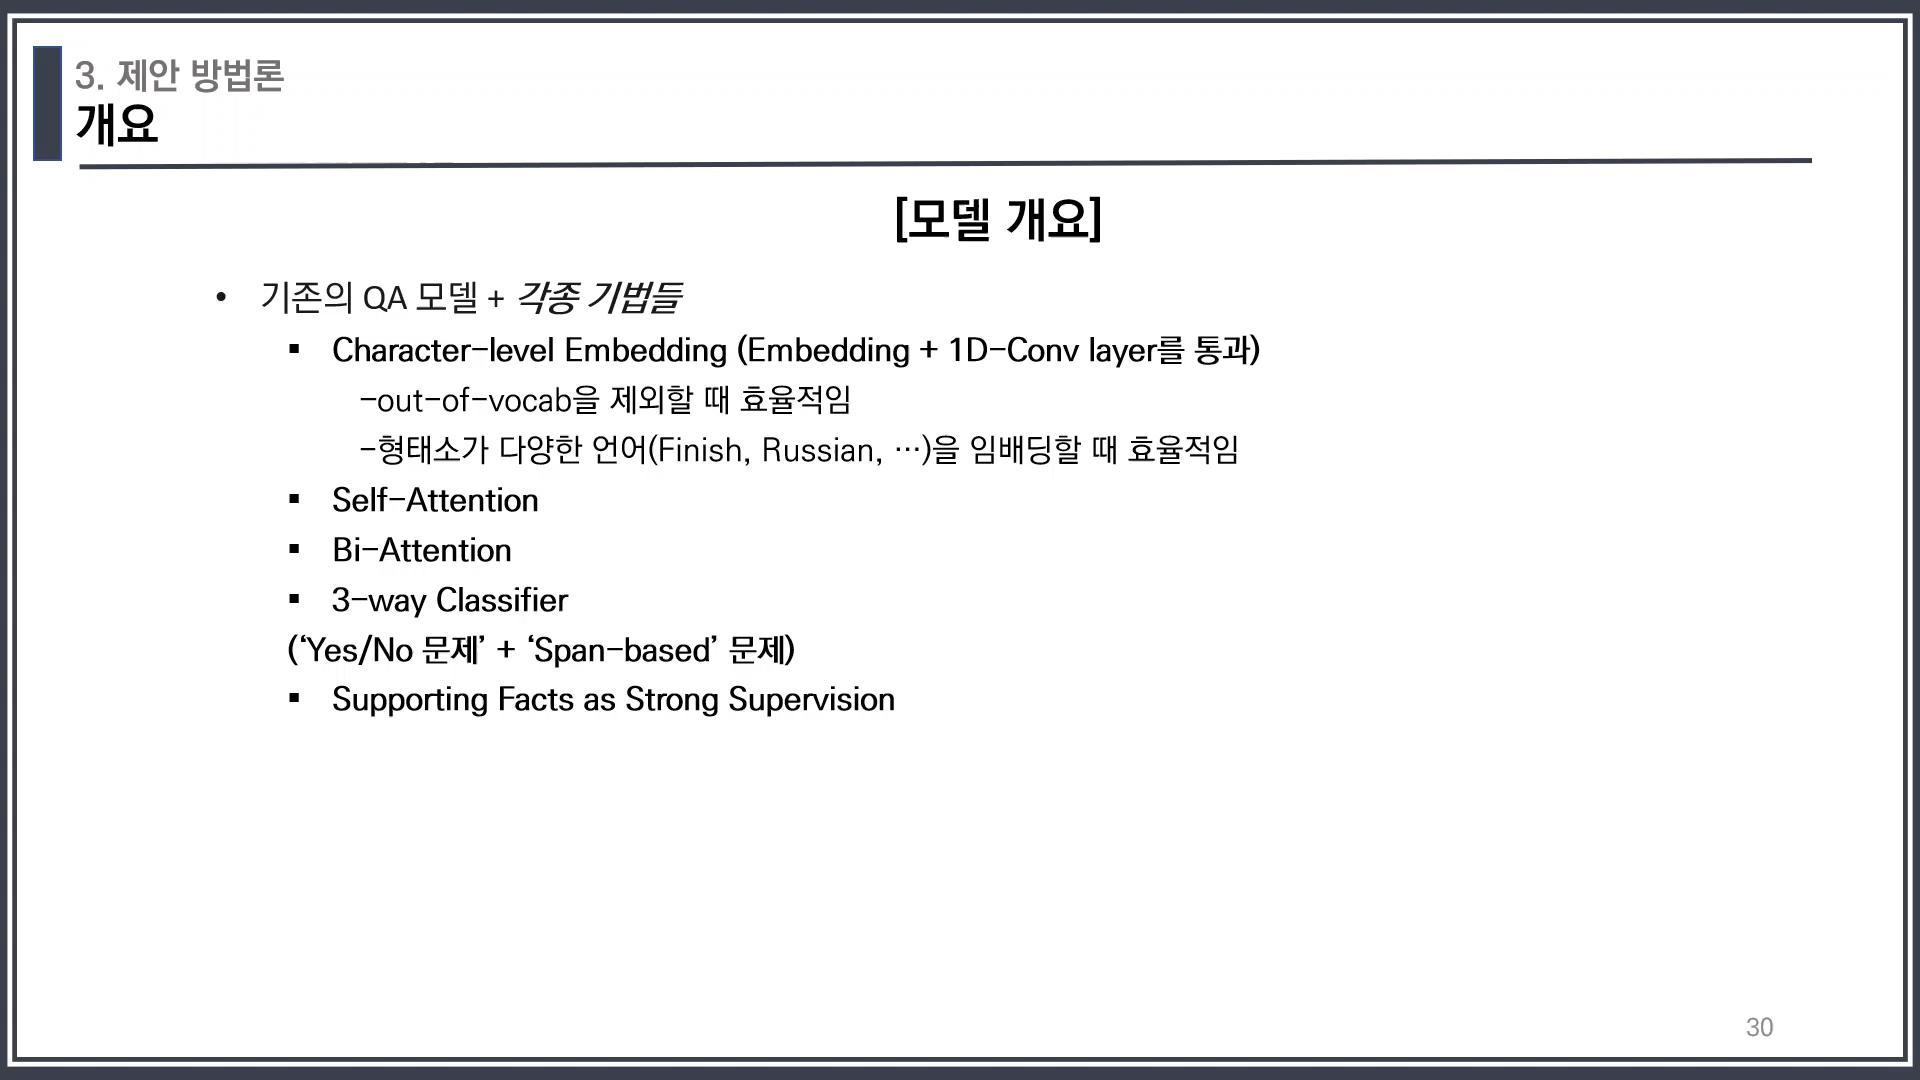 3. 제안 방법론
개요
[모델 개요]
• 기존의 QA 모델 + 각종 기법들
▪ Character-level Embedding (Embedding + 1D-Conv layer를 통과)
-out-of-vocab을 제외할 때 효율적임
-형태소가 다양한 언어(Finish, Russian, …)을 임배딩할 때 효율적임
▪ Self-Attention
▪ Bi-Attention
▪ 3-way Classifier
(‘Yes/No 문제’ + ‘Span-based’ 문제)
▪ Supporting Facts as Strong Supervision
30